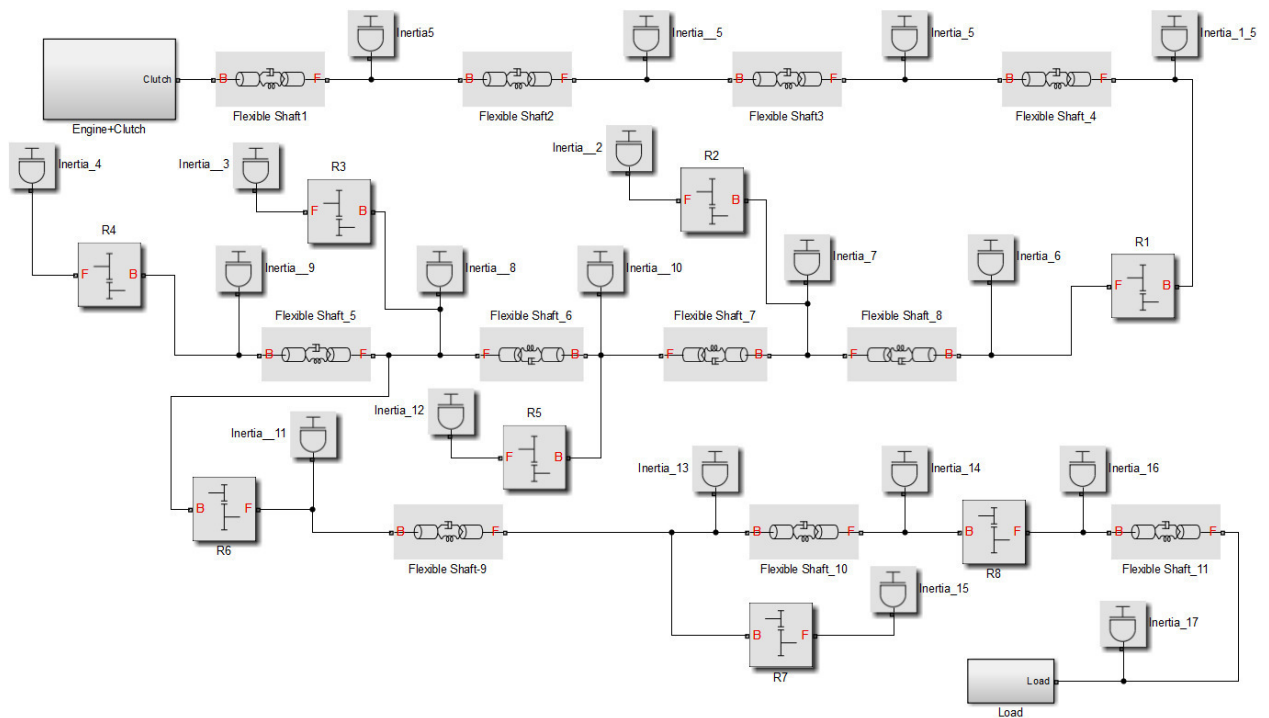 Inertia5
Inertia__5
Inertia_5
Inertia_1_5
Clutch
B
F
B
F
B
F
B
F
Engine+Clutch
Flexible Shaft1
Flexible Shaft2
Flexible Shaft3
Flexible Shaft_4
Inertia_4
Inertia__3
R3
Inertia__2
R2
F
B
F
B
R4
F
B
Inertia__9
Inertia__8
Inertia__10
Inertia_7
Inertia_6
R1
F
B
Flexible Shaft_5
Flexible Shaft_6
Flexible Shaft_7
Flexible Shaft_8
B
F
F
B
F
B
F
B
Inertia_12
R5
F
B
Inertia__11
Inertia_13
Inertia_14
Inertia_16
B
F
R6
B
F
Flexible Shaft-9
B
F
Flexible Shaft_10
B
F
R8
B
F
Flexible Shaft_11
Inertia_15
B
F
R7
Inertia_17
Load
Load